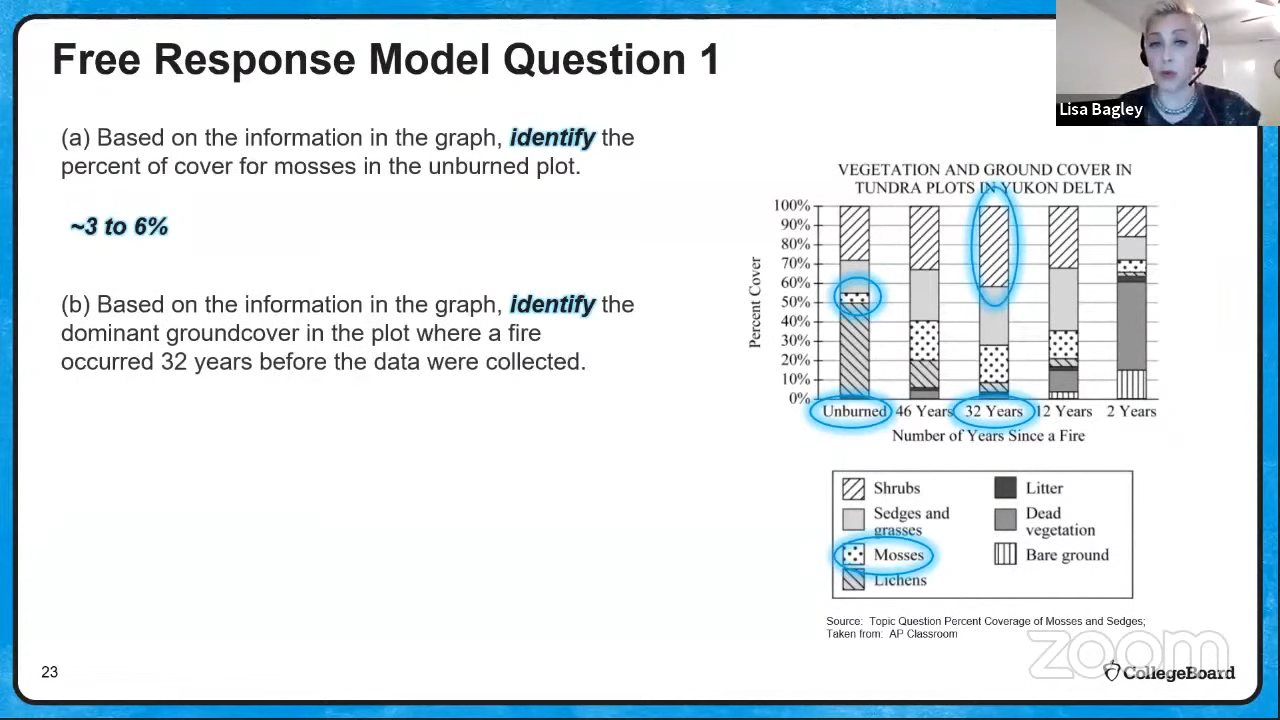 Free Response Model Question 1
Lisa Bagley
(a) Based on the information in the graph, identify the
percent of cover for mosses in the unburned plot.
~3 to 6%
(b) Based on the information in the graph, identify the
dominant groundcover in the plot where a fire
occurred 32 years before the data were collected.
VEGETATION AND GROUND COVER IN
TUNDRA PLOTS IN YUKON DELTA
Percent Cover
100%
90%
80%
70%
60%
50%
40%
30%
20%
10%
0%
Unburned 46 Years 32 Years 12 Years 2 Years
Number of Years Since a Fire
Shrubs
Sedges and
grasses
Mosses
Lichens
Litter
Dead
vegetation
Bare ground
Source: Topic Question Percent Coverage of Mosses and Sedges;
Taken from: AP Classroom
zoom
CollegeBoard
23